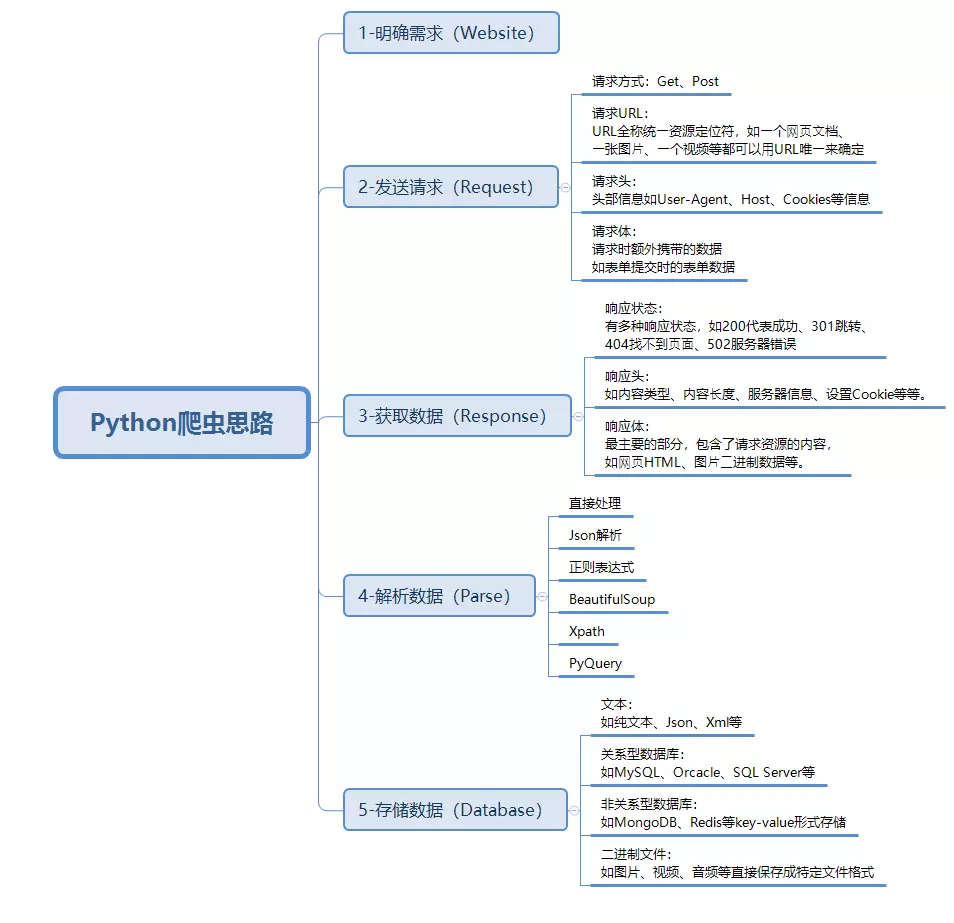 Python爬虫思路
1-明确需求（Website）
2-发送请求（Request）
请求方式：Get、Post
请求URL：
URL全称统一资源定位符，如一个网页文档、
一张图片、一个视频等都可以用URL唯一来确定
请求头：
头部信息如User-Agent、Host、Cookies等信息
请求体：
请求时额外携带的数据
如表单提交时的表单数据
3-获取数据（Response）
响应状态：
有多种响应状态，如200代表成功、301跳转、
404找不到页面、502服务器错误
响应头：
如内容类型、内容长度、服务器信息、设置Cookie等等。
响应体：
最主要的部分，包含了请求资源的内容，
如网页HTML、图片二进制数据等。
4-解析数据（Parse）
直接处理
Json解析
正则表达式
BeautifulSoup
Xpath
PyQuery
5-存储数据（Database）
文本：
如纯文本、Json、Xml等
关系型数据库：
如MySQL、Orcacle、SQL Server等
非关系型数据库：
如MongoDB、Redis等key-value形式存储
二进制文件：
如图片、视频、音频等直接保存成特定文件格式